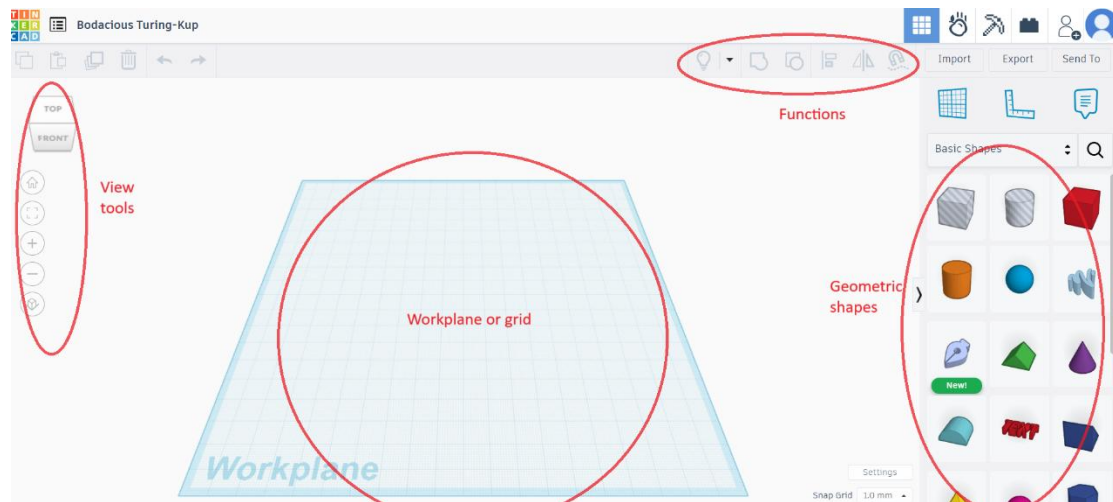 TIN
KER
CAD
Bodacious Turing-Kup
Import
Export
Send To
TOP
FRONT
View
tools
Functions
Basic Shapes
Workplane or grid
Geometric
shapes
New!
TEXT
Workplane
Settings
Snap Grid 1.0 mm